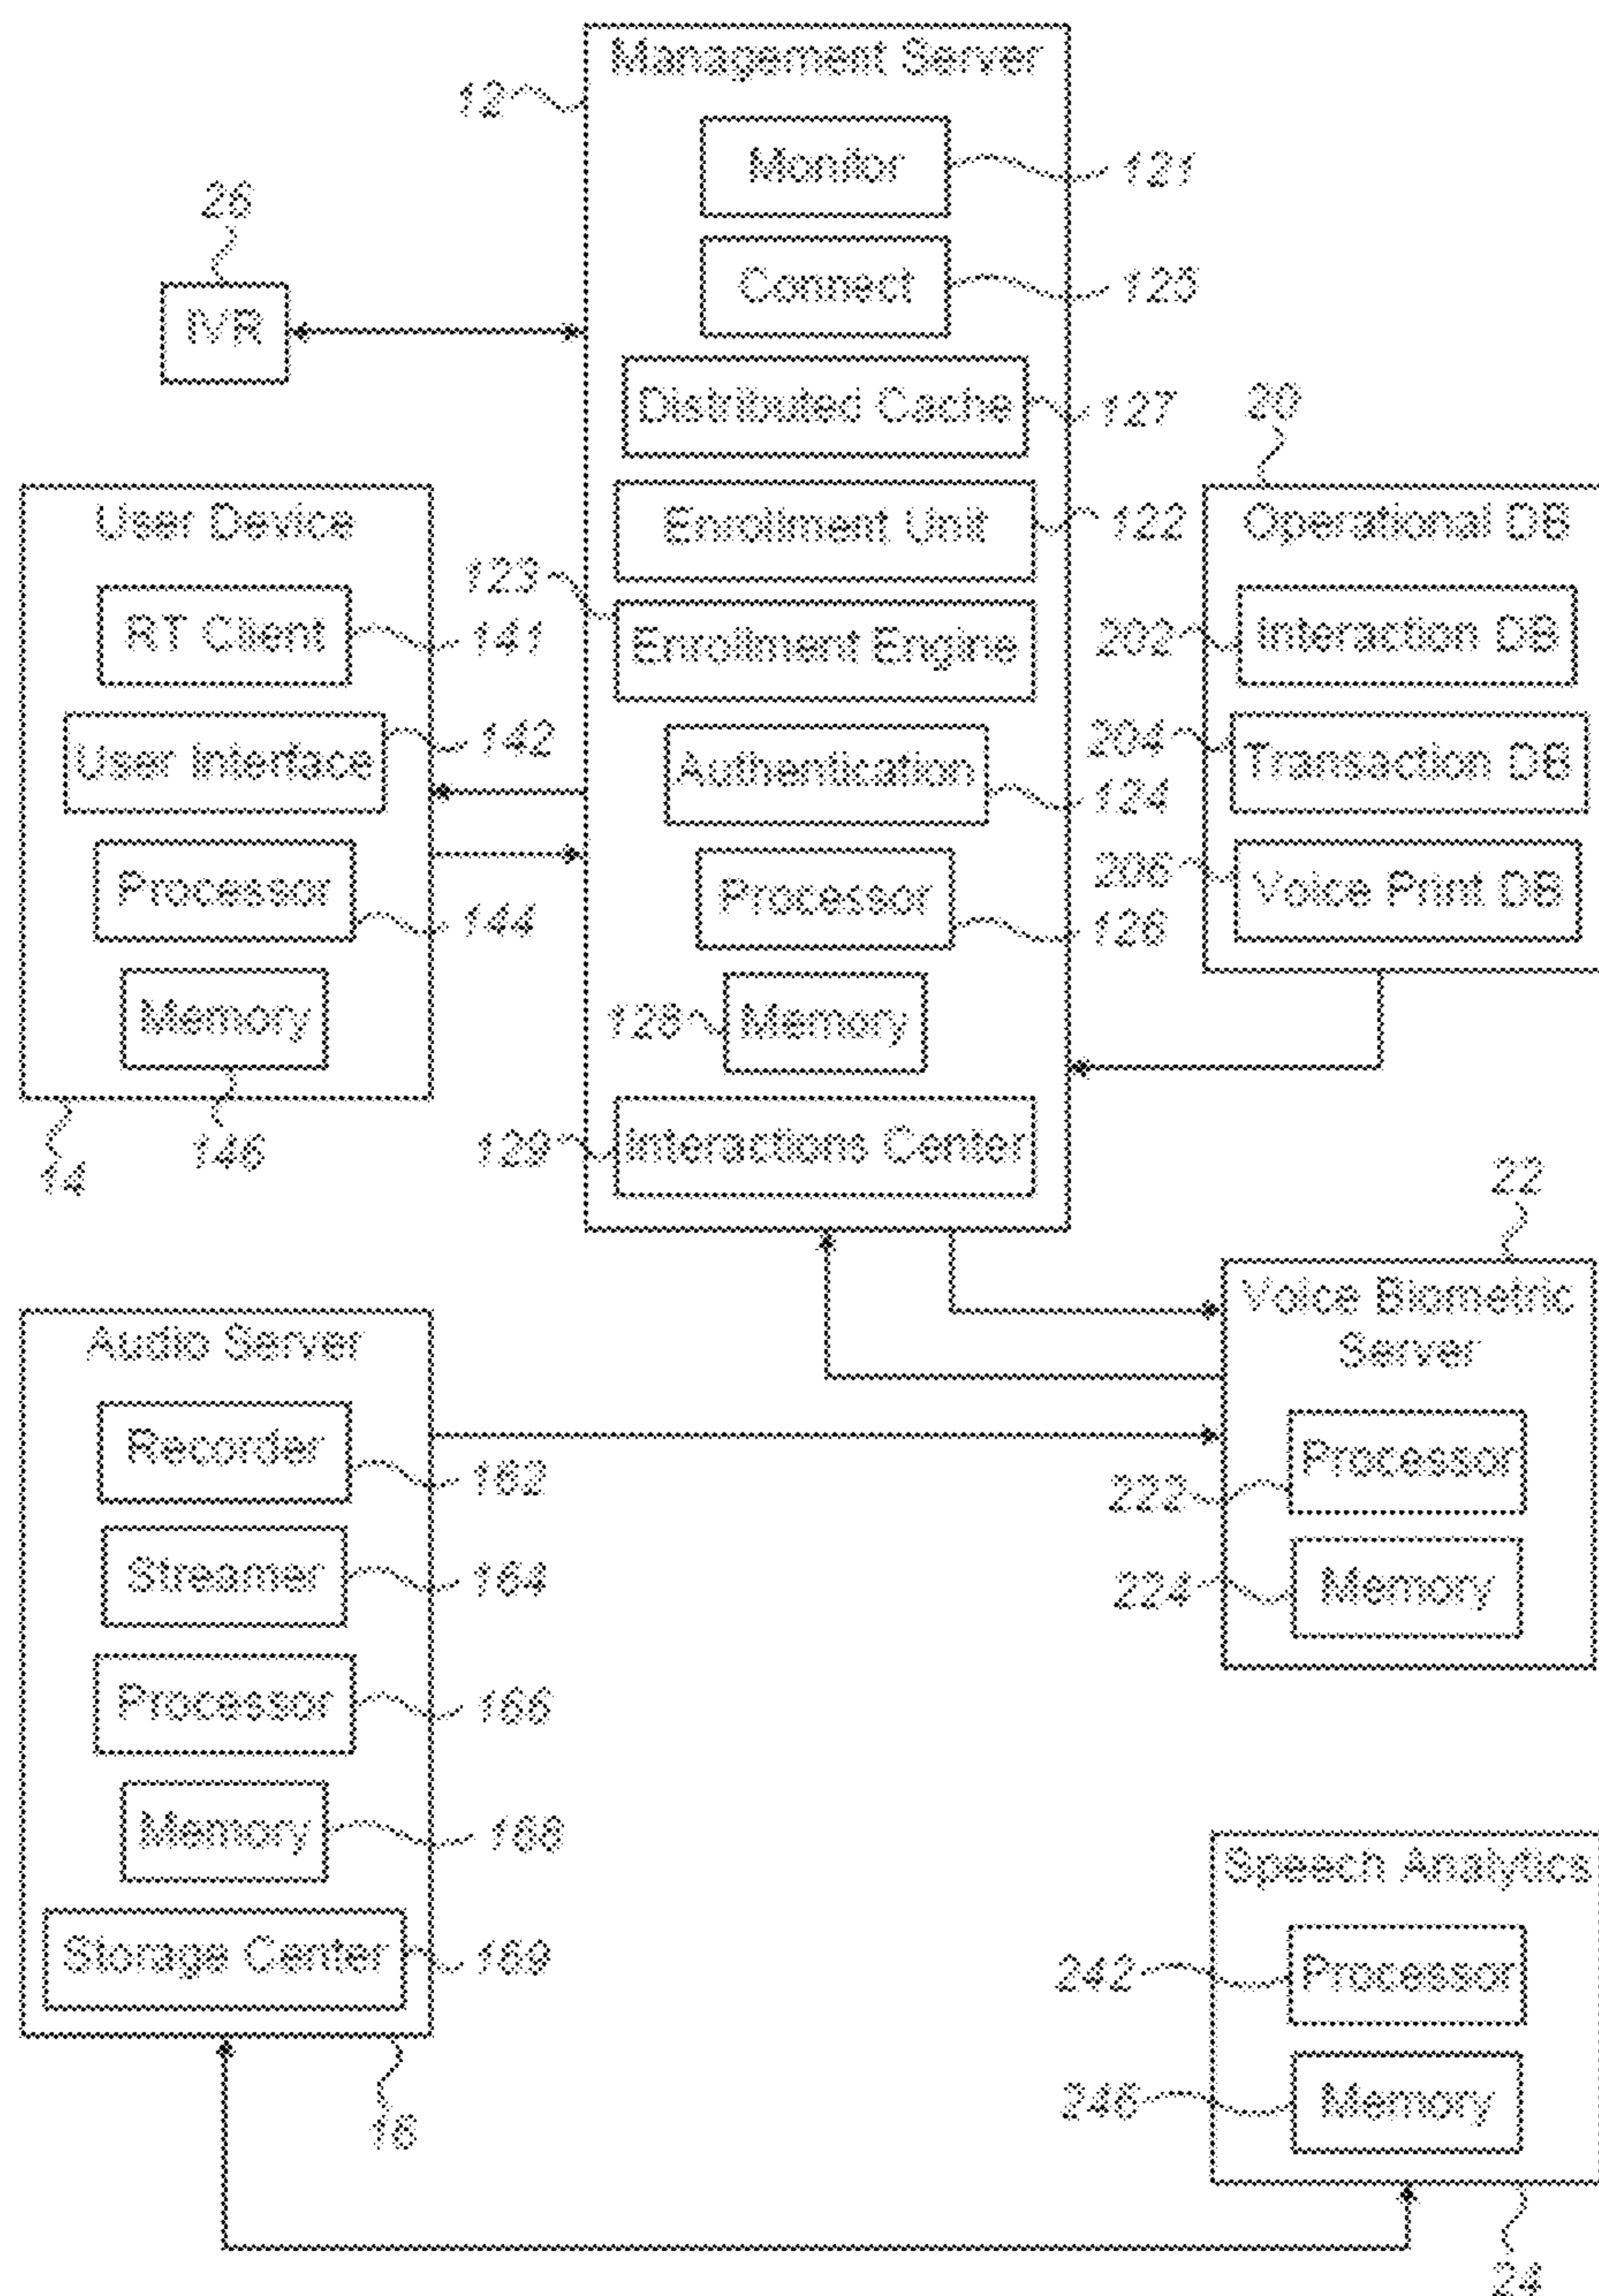 Management Server
12
Monitor
121
Connect
125
Distributed Cache
127
Enrollment Unit
122
123
Enrollment Engine
Authentication
124
Processor
126
128
Memory
129
Interactions Center
26
IVR
User Device
RT Client
141
User Interface
142
Processor
144
Memory
146
14
20
Operational DB
202
Interaction DB
204
Transaction DB
206
Voice Print DB
22
Voice Biometric
Server
Processor
222
Memory
224
Audio Server
Recorder
162
Streamer
164
Processor
166
Memory
168
Storage Center
169
16
Speech Analytics
242
Processor
246
Memory
24